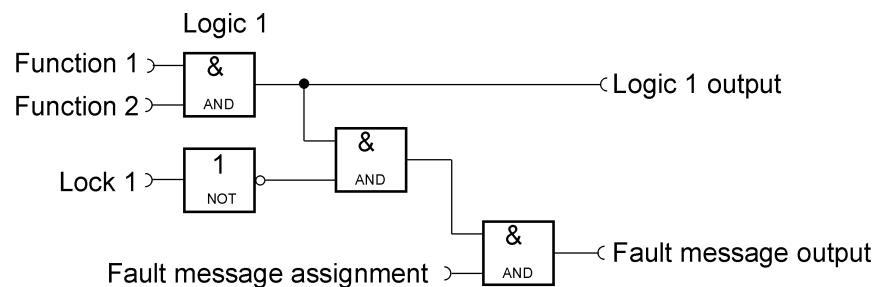 Logic 1
Function 1
&
Function 2
AND
Logic 1 output
&
AND
Lock 1
1
NOT
&
AND
Fault message output
Fault message assignment